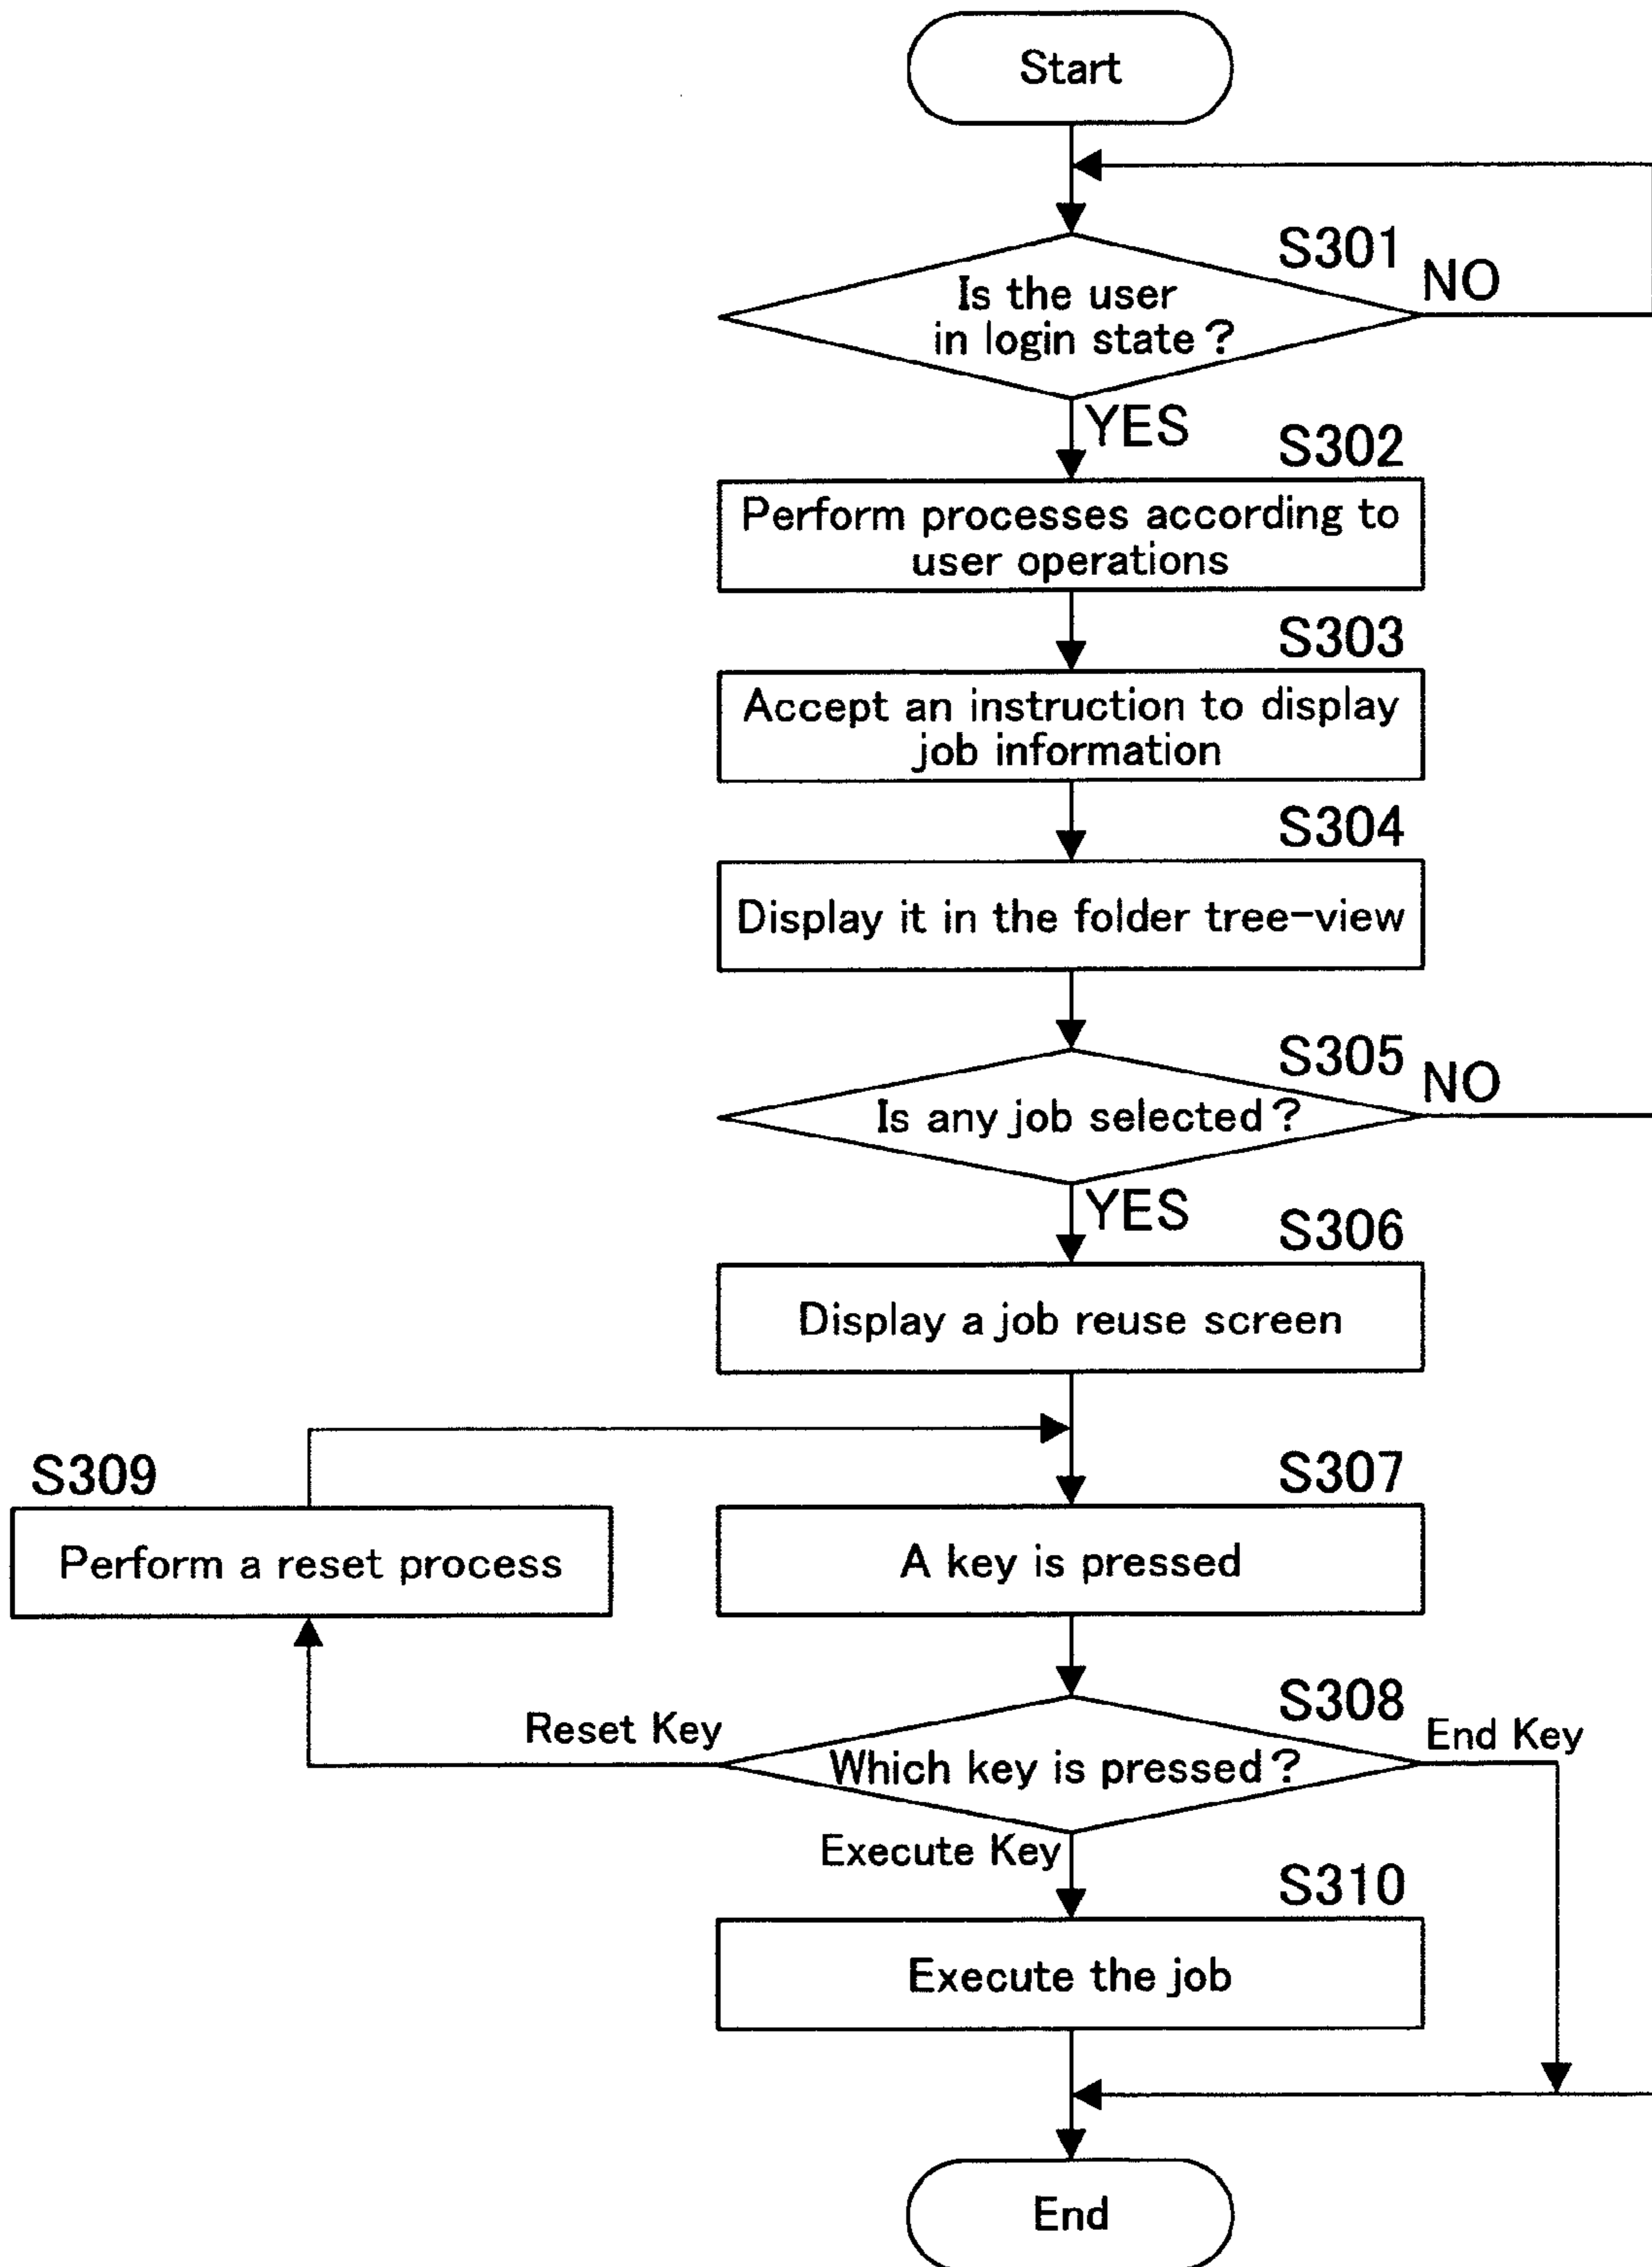 Start
S301
NO
Is the user
in login state?
YES
S302
Perform processes according to
user operations
S303
Accept an instruction to display
job information
S304
Display it in the folder tree-view
S305
NO
Is any job selected?
YES
S306
Display a job reuse screen
S309
S307
Perform a reset process
A key is pressed
S308
Reset Key
End Key
Which key is pressed?
Execute Key
S310
Execute the job
End